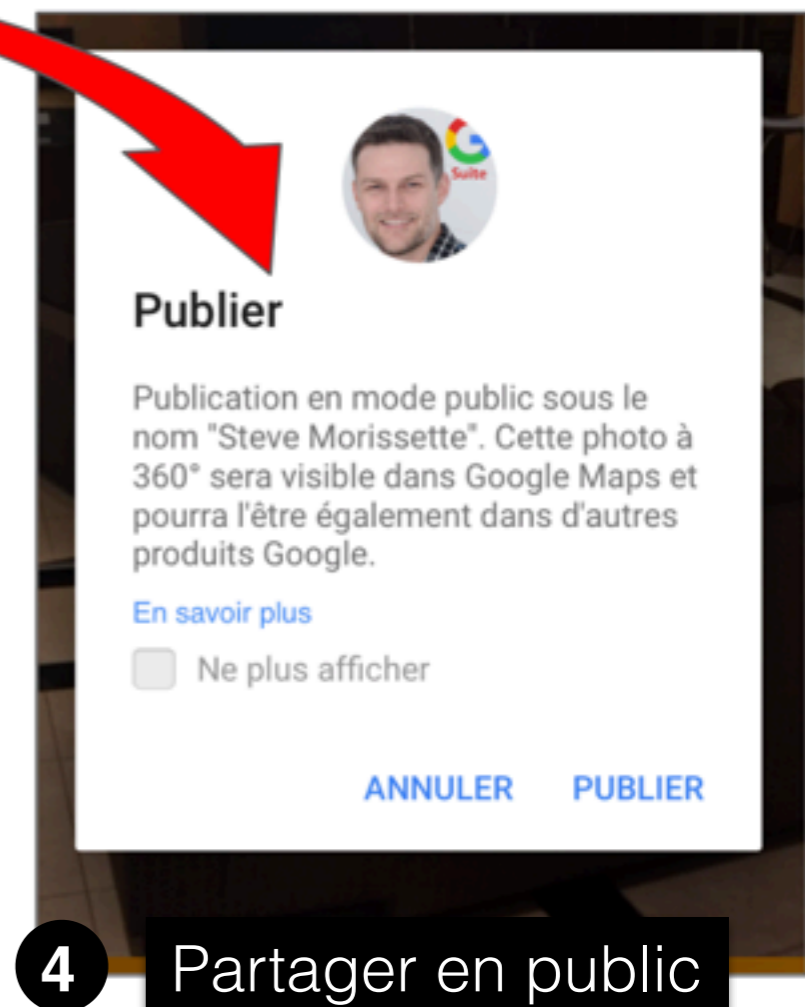 Suite
Publier
Publication en mode public sous le
nom "Steve Morissette". Cette photo à
360° sera visible dans Google Maps et
pourra l'être également dans d'autres
produits Google.
En savoir plus
Ne plus afficher
ANNULER PUBLIER
4 Partager en public